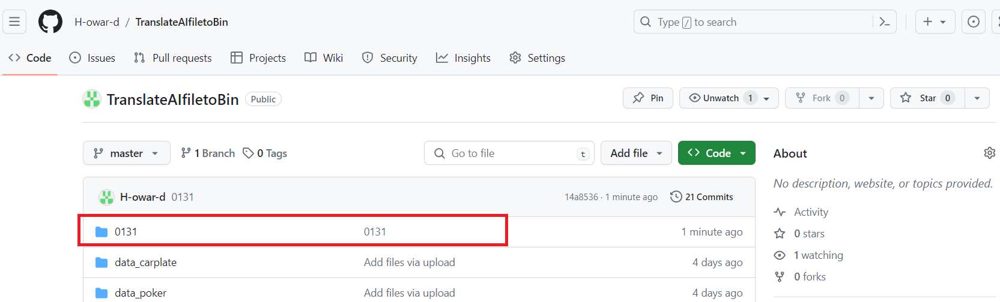 H-owar-d / TranslateAIfiletoBin
Type / to search
Code Issues Pull requests Projects Wiki Security Insights Settings
TranslateAIfiletoBin Public
Pin Unwatch 1 Fork 0 Star 0
master 1 Branch 0 Tags Go to file t Add file Code
About
No description, website, or topics provided.
H-owar-d 0131 14a8536 · 1 minute ago 21 Commits
Activity
0131 0131 1 minute ago
0 stars
1 watching
data_carplate Add files via upload 4 days ago
0 forks
data_poker Add files via upload 4 days ago